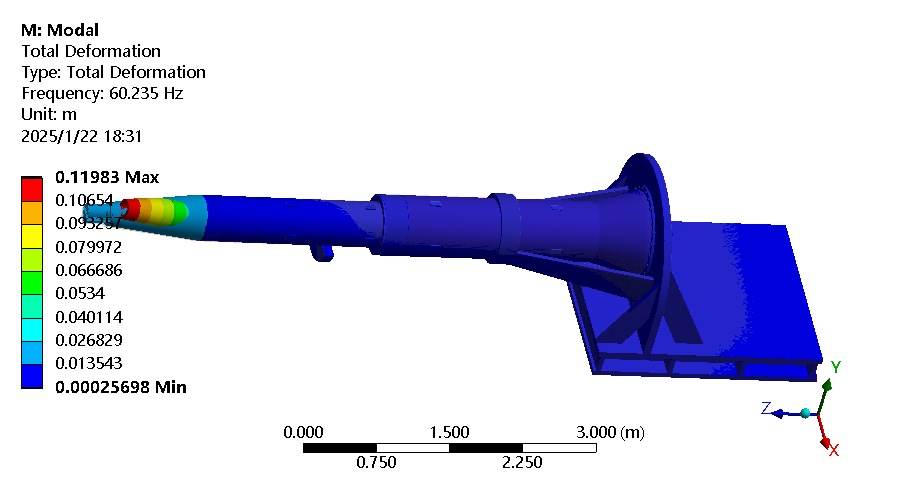 M: Modal
Total Deformation
Type: Total Deformation
Frequency: 60.235 Hz
Unit: m
2025/1/22 18:31
0.11983 Max
0.10654
0.093257
0.079972
0.066686
0.0534
0.040114
0.026829
0.013543
0.00025698 Min
0.000 1.500 3.000 (m)
0.750 2.250
Y
Z
X